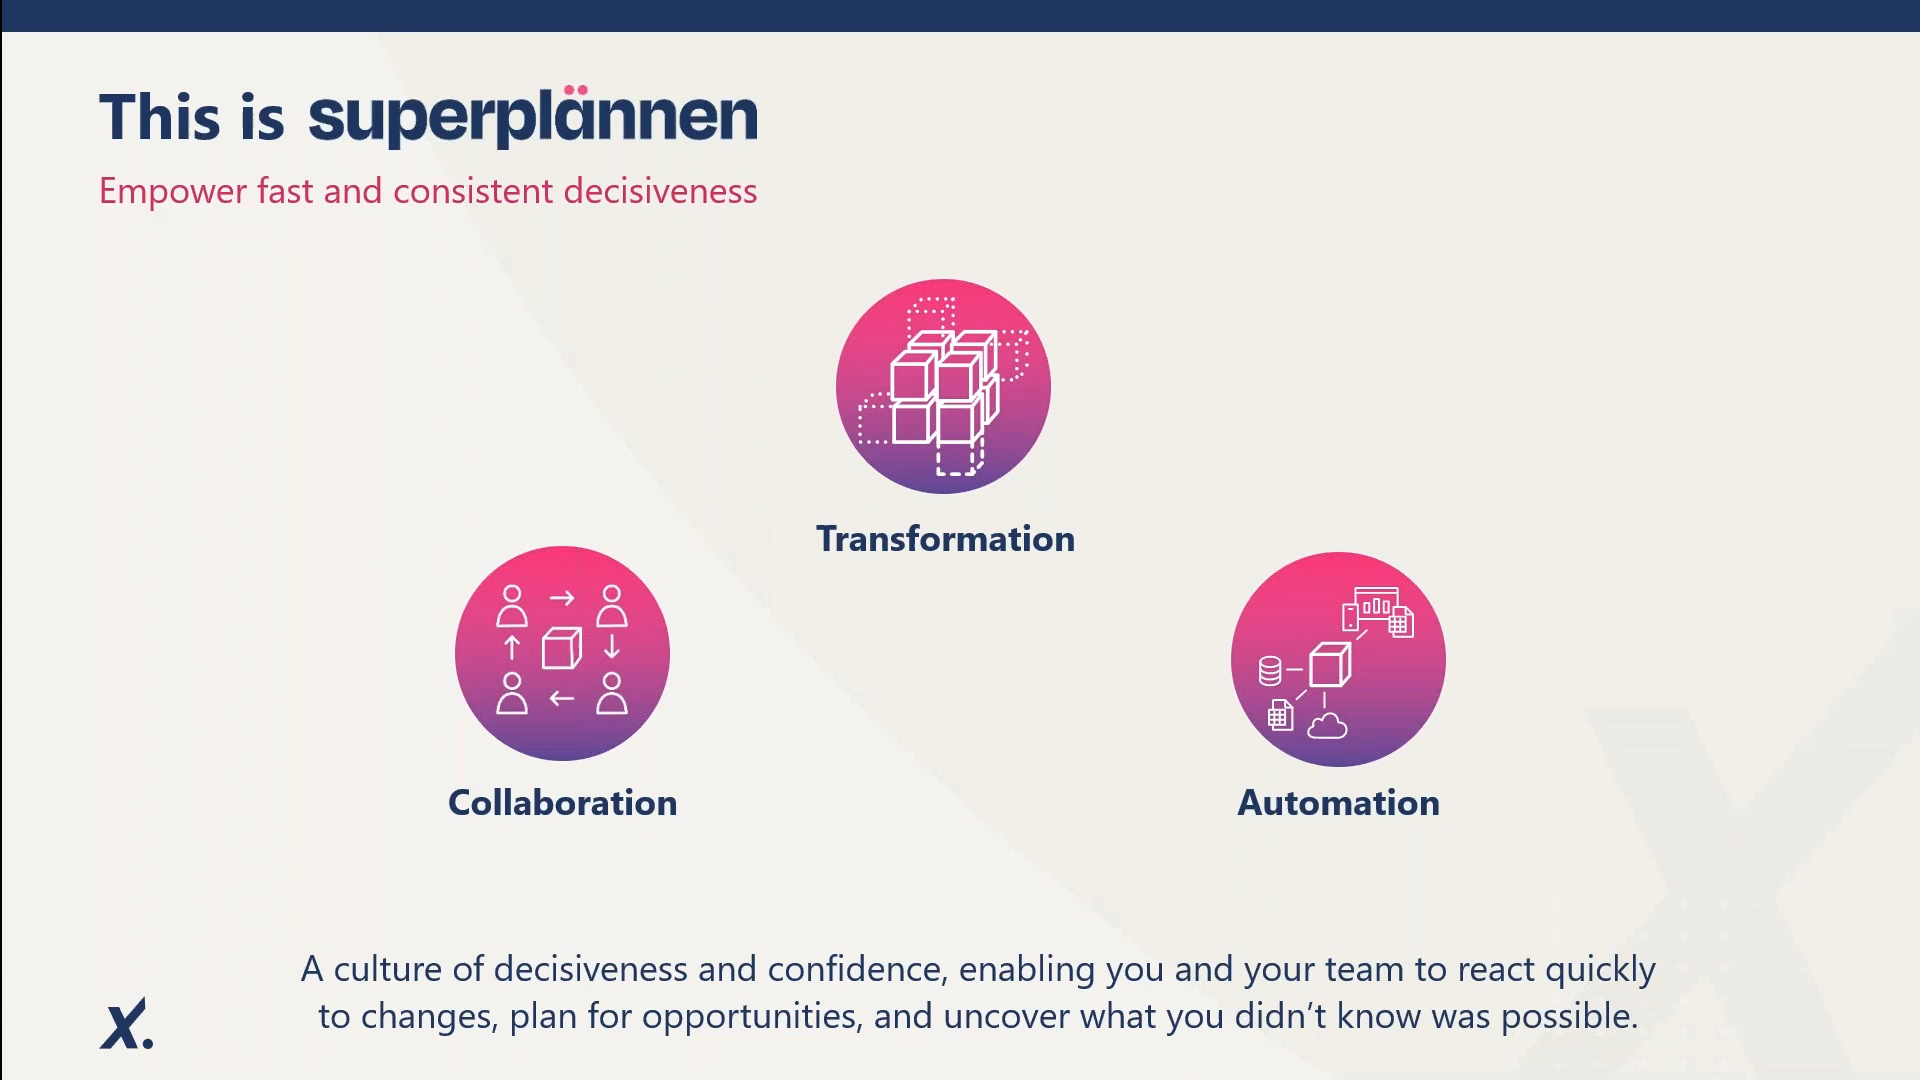 This is superplännen
Empower fast and consistent decisiveness
Transformation
Collaboration
Automation
A culture of decisiveness and confidence, enabling you and your team to react quickly
to changes, plan for opportunities, and uncover what you didn’t know was possible.
X.